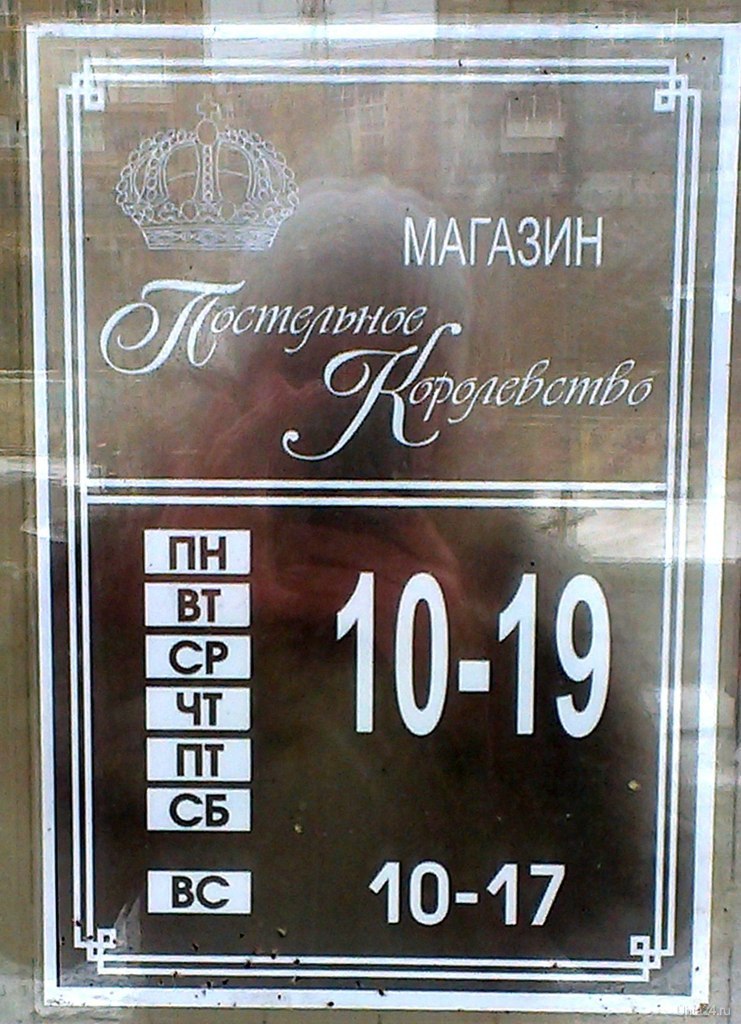 МАГАЗИН
Постельное
Королевство
ПН
ВТ
СР
ЧТ
ПТ
СБ
10-19
ВС 10-17